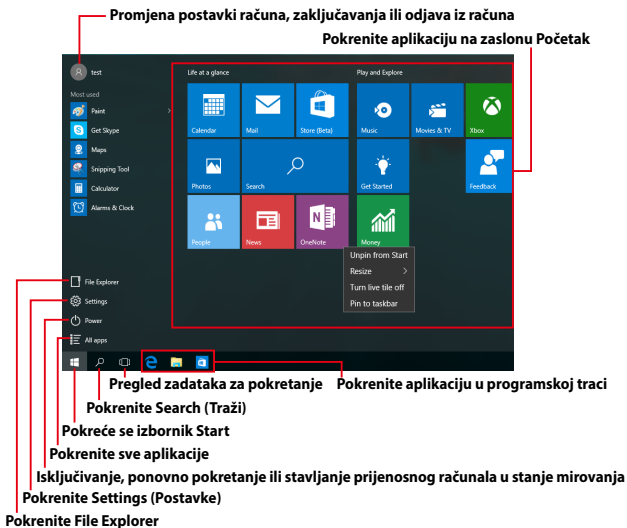 Promjena postavki računa, zaključavanja ili odjava iz računa
Pokrenite aplikaciju na zaslonu Početak
test
Life at a glance
Play and Explore
Most used
Paint
Get Skype
Maps
Snipping Tool
Calculator
Alarms & Clock
Calendar
Mail
Store (Beta)
Music
Movies & TV
Xbox
Photos
Search
Get Started
Feedback
People
News
OneNote
Money
Unpin from Start
Resize
Turn live tile off
Pin to taskbar
File Explorer
Settings
Power
All apps
Pregled zadataka za pokretanje
Pokrenite aplikaciju u programskoj traci
Pokrenite Search (Traži)
Pokreće se izbornik Start
Pokrenite sve aplikacije
Isključivanje, ponovno pokretanje ili stavljanje prijenosnog računala u stanje mirovanja
Pokrenite Settings (Postavke)
Pokrenite File Explorer